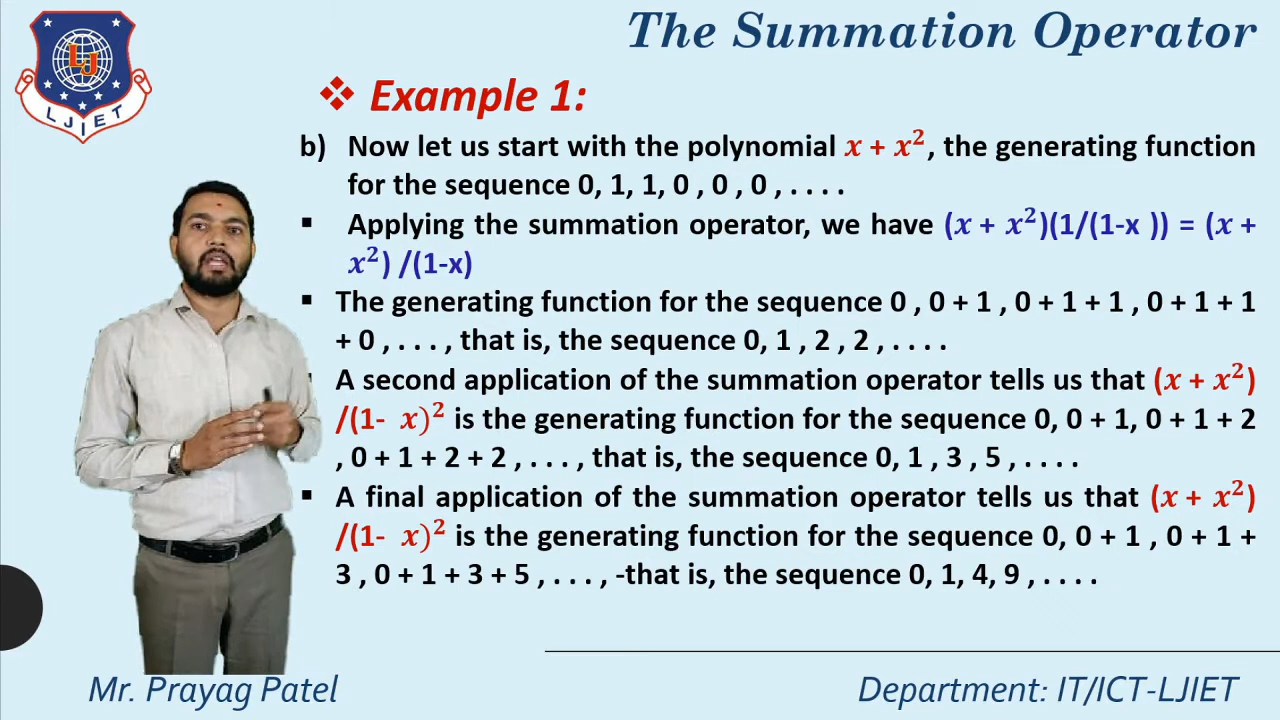 The Summation Operator
LJIET
❖ Example 1:
b) Now let us start with the polynomial x + x², the generating function
for the sequence 0, 1, 1, 0 , 0 , 0 , . . . .
▪ Applying the summation operator, we have (x + x²)(1/(1-x )) = (x +
x²) /(1-x)
▪ The generating function for the sequence 0 , 0 + 1 , 0 + 1 + 1 , 0 + 1 + 1
+ 0 , . . . , that is, the sequence 0, 1 , 2 , 2 , . . . .
A second application of the summation operator tells us that (x + x²)
/(1- x)² is the generating function for the sequence 0, 0 + 1, 0 + 1 + 2
, 0 + 1 + 2 + 2 , . . . , that is, the sequence 0, 1 , 3 , 5 , . . . .
▪ A final application of the summation operator tells us that (x + x²)
/(1- x)² is the generating function for the sequence 0, 0 + 1 , 0 + 1 +
3 , 0 + 1 + 3 + 5 , . . . , -that is, the sequence 0, 1, 4, 9 , . . . .
Mr. Prayag Patel
Department: IT/ICT-LJIET